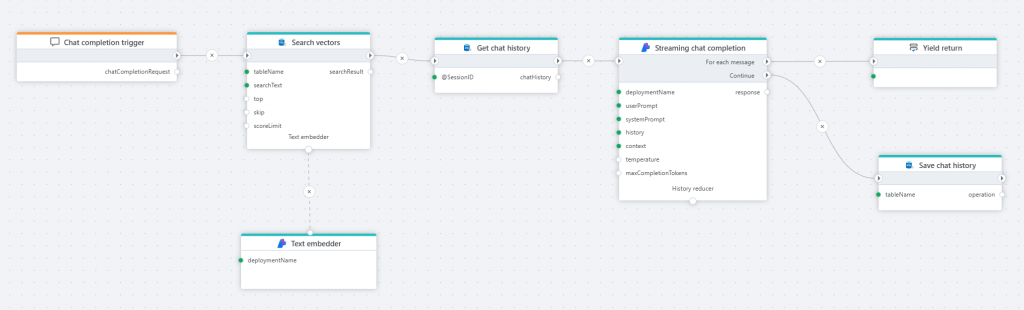 Chat completion trigger
chatCompletionRequest
Search vectors
tableName
searchResult
searchText
top
skip
scoreLimit
Text embedder
Text embedder
deploymentName
Get chat history
@SessionID
chatHistory
Streaming chat completion
For each message
Continue
deploymentName
response
userPrompt
systemPrompt
history
context
temperature
maxCompletionTokens
History reducer
Yield return
Save chat history
tableName
operation